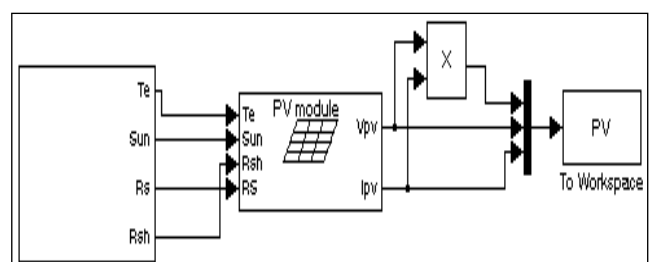 Te
Sun
Rs
Rsh
PV module
Te
Sun
Rsh
RS
Vpv
Ipv
X
PV
To Workspace